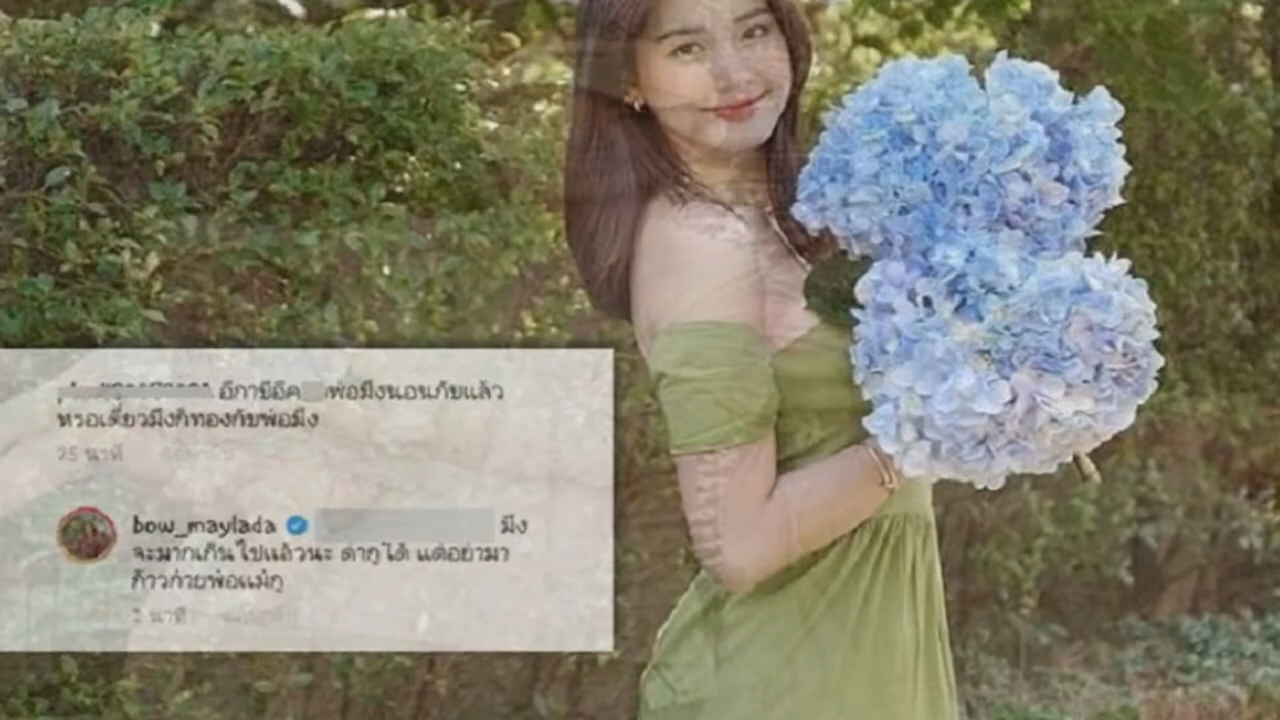 อีกาขีอีค พ่อมึงนอนกับแล้ว
หรอเดี๋ยวมึงก็ท้องกับพ่อมึง
25 นาที
bow_maylada มึง
จะมากเกินไปแล้วนะ ด่ากูได้ แต่อย่ามา
ก้าวก่ายพ่อแม่กู
2 นาที